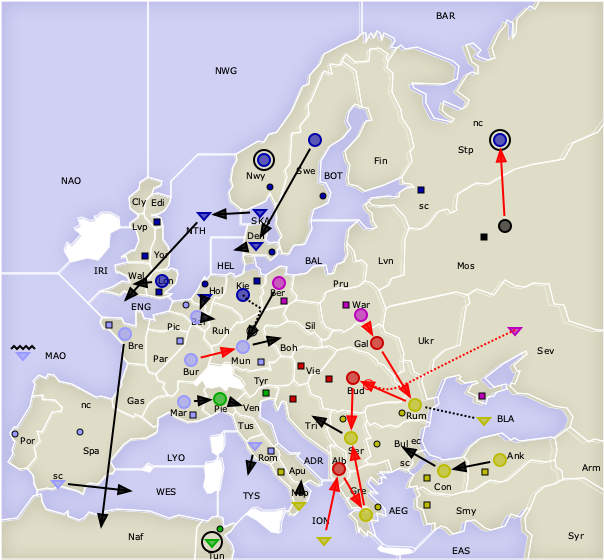 BAR
NWG
nc
Stp
Fin
Swe
Nwy
BOT
NAO
sc
Cly Edi
Lvp
NTH
SKA
Den
Yor
Lvn
Mos
IRI
HEL
BAL
Wal
Lon
Hol
Kie
Ber
Pru
ENG
Bel
War
Pic
Ruh
Sil
Ukr
MAO
Bre
Gal
Sev
Par
Boh
Bur
Mun
Vie
Tyr
Bud
Gas
nc
Mar
Pie
Ven
Rum
BLA
Tus
Tri
Por
Spa
Ser
Bul
ec
Ank
LYO
Rom
ADR
Alb
sc
Arm
sc
Apu
Con
WES
TYS
Nap
Gre
Smy
ION
AEG
Naf
Tun
EAS
Syr